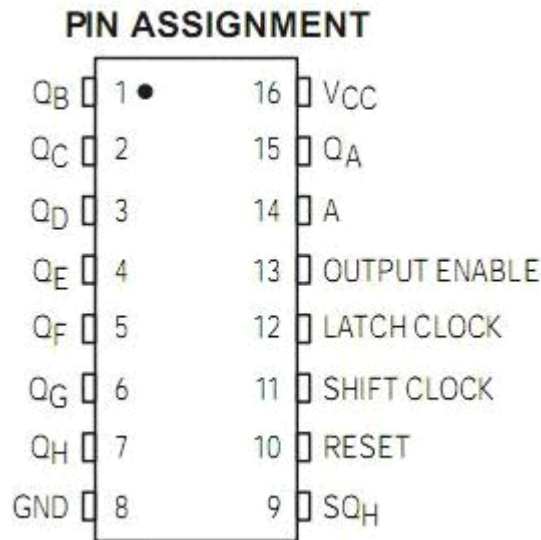 PIN ASSIGNMENT
QB 1 16 VCC
QC 2 15 QA
QD 3 14 A
QE 4 13 OUTPUT ENABLE
QF 5 12 LATCH CLOCK
QG 6 11 SHIFT CLOCK
QH 7 10 RESET
GND 8 9 SQH